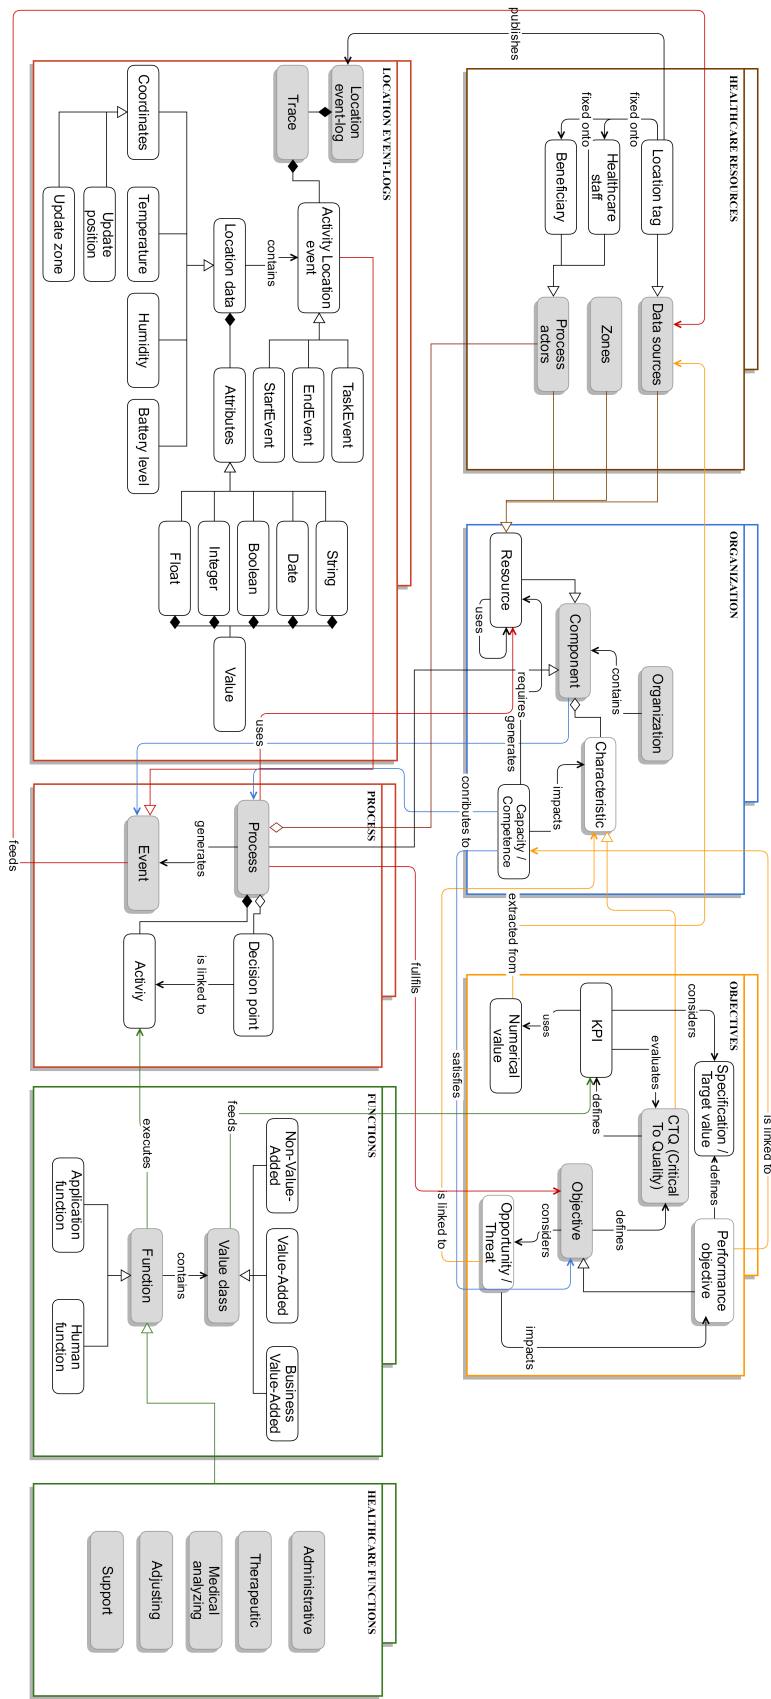 HEALTHCARE RESOURCES
publishes
Location tag
fixed onto
fixed onto
Healthcare
staff
Beneficiary
Data sources
Zones
Process
actors
LOCATION EVENT-LOGS
Location
event-log
Trace
Activity Location
event
contains
Location data
Coordinates
Update
position
Update zone
Temperature
Humidity
Battery level
TaskEvent
EndEvent
StartEvent
Attributes
String
Date
Boolean
Integer
Float
Value
ORGANIZATION
Organization
contains
Component
Resource
uses
requires
generates
Characteristic
impacts
Capacity /
Competence
conributes to
uses
PROCESS
Process
generates
Event
feeds
Decision point
is linked to
Activiy
fullfils
extracted from
satisfies
is linked to
is linked to
OBJECTIVES
considers
KPI
uses
Numerical
value
evaluates
Specification /
Target value
defines
CTQ (Critical
To Quality)
defines
defines
Objective
considers
Opportunity /
Threat
Performance
objective
impacts
FUNCTIONS
executes
feeds
Non-Value-
Added
Value-Added
Business
Value-Added
Value class
contains
Function
Application
function
Human
function
HEALTHCARE FUNCTIONS
Administrative
Therapeutic
Medical
analyzing
Adjusting
Support